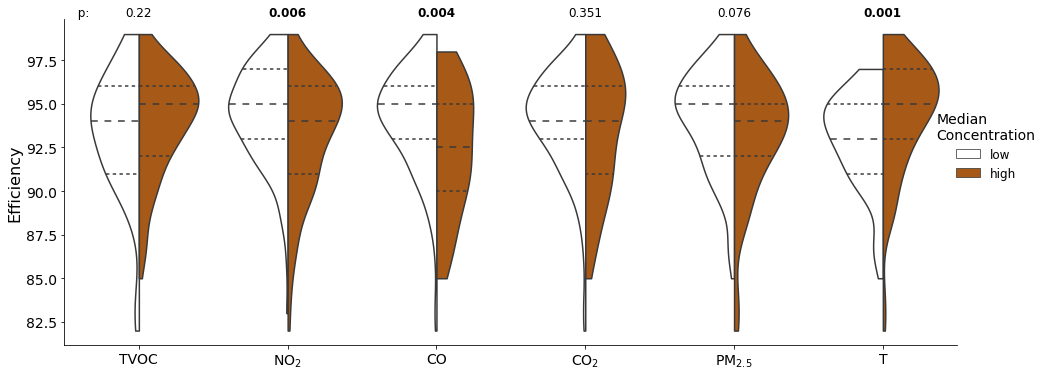 p: 0.22 0.006 0.004 0.351 0.076 0.001
97.5
95.0
92.5
90.0
87.5
85.0
82.5
Efficiency
TVOC NO₂ CO CO₂ PM₂.₅ T
Median
Concentration
low
high